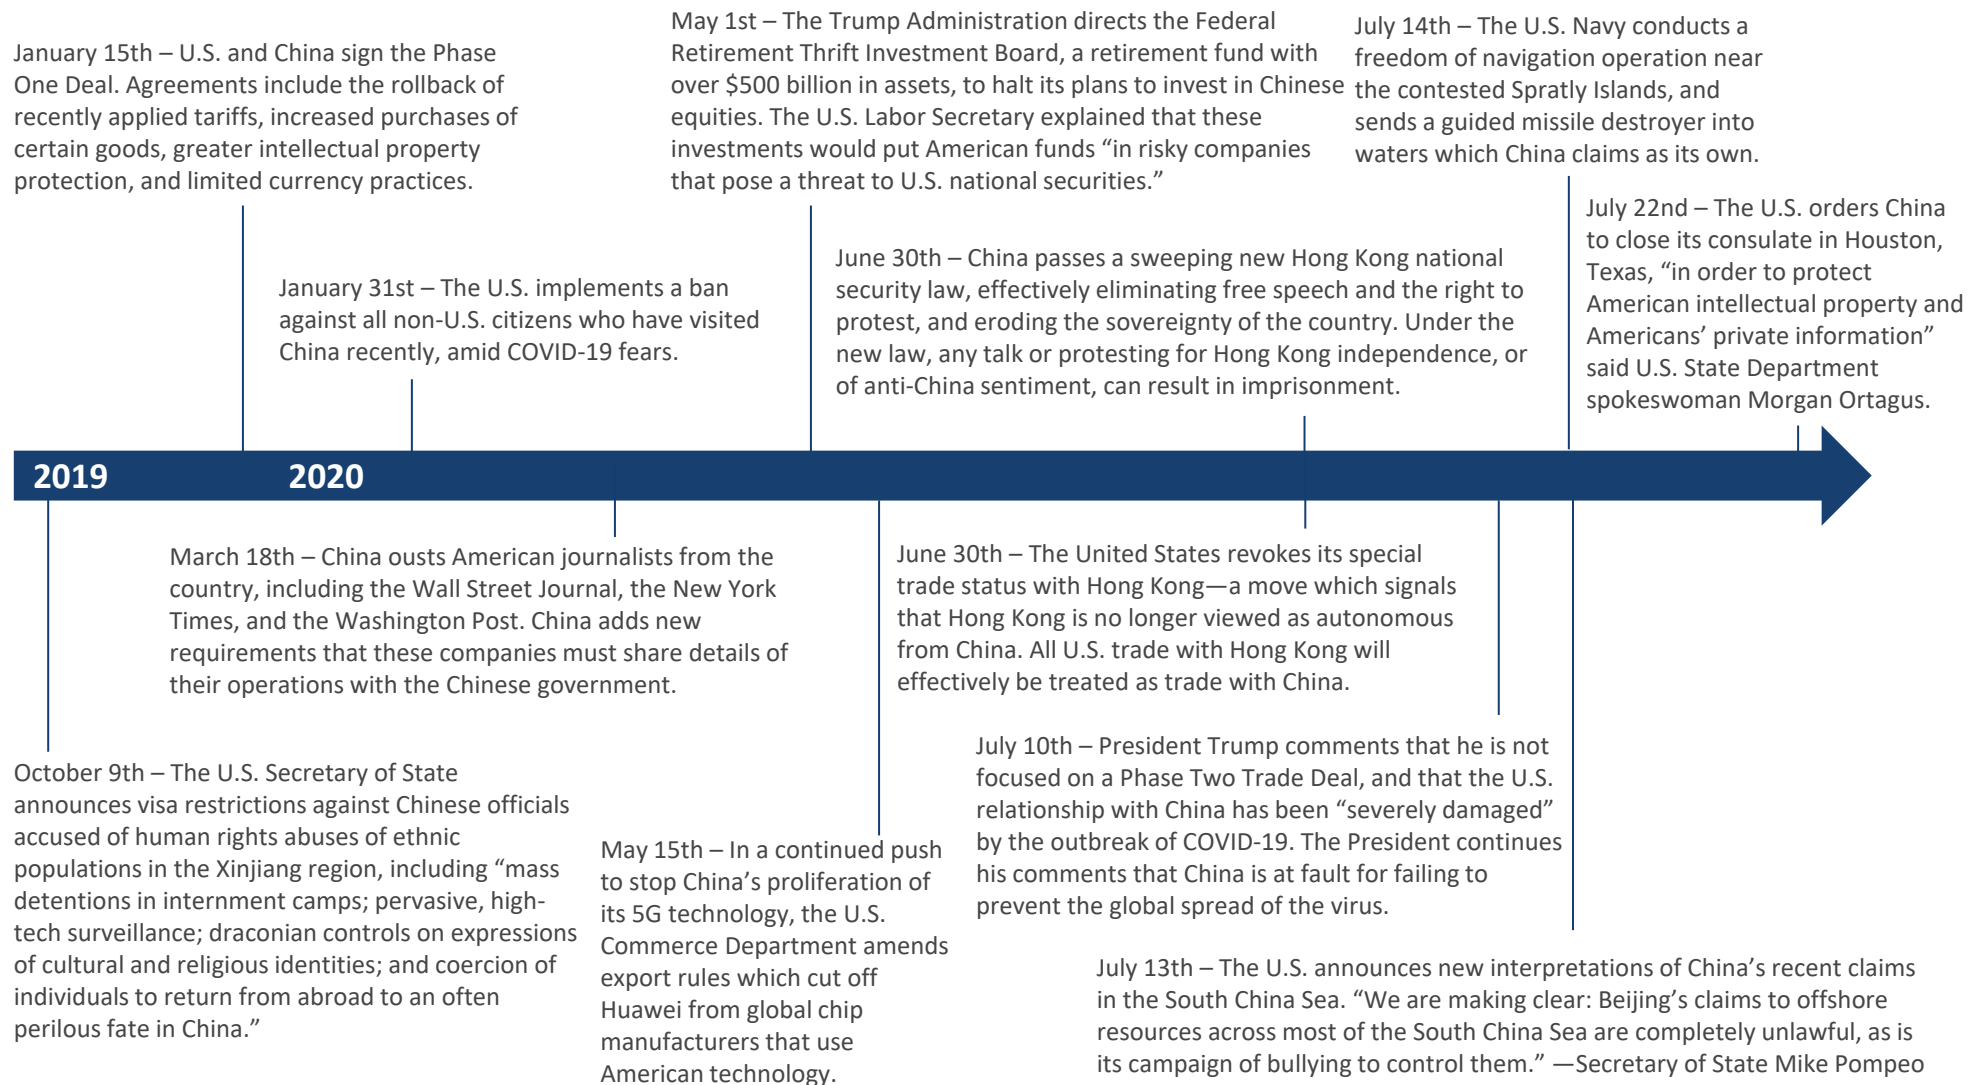 January 15th – U.S. and China sign the Phase
One Deal. Agreements include the rollback of
recently applied tariffs, increased purchases of
certain goods, greater intellectual property
protection, and limited currency practices.
May 1st – The Trump Administration directs the Federal
Retirement Thrift Investment Board, a retirement fund with
over $500 billion in assets, to halt its plans to invest in Chinese
equities. The U.S. Labor Secretary explained that these
investments would put American funds “in risky companies
that pose a threat to U.S. national securities.”
July 14th – The U.S. Navy conducts a
freedom of navigation operation near
the contested Spratly Islands, and
sends a guided missile destroyer into
waters which China claims as its own.
January 31st – The U.S. implements a ban
against all non-U.S. citizens who have visited
China recently, amid COVID-19 fears.
June 30th – China passes a sweeping new Hong Kong national
security law, effectively eliminating free speech and the right to
protest, and eroding the sovereignty of the country. Under the
new law, any talk or protesting for Hong Kong independence, or
of anti-China sentiment, can result in imprisonment.
July 22nd – The U.S. orders China
to close its consulate in Houston,
Texas, “in order to protect
American intellectual property and
Americans’ private information”
said U.S. State Department
spokeswoman Morgan Ortagus.
2019
2020
March 18th – China ousts American journalists from the
country, including the Wall Street Journal, the New York
Times, and the Washington Post. China adds new
requirements that these companies must share details of
their operations with the Chinese government.
June 30th – The United States revokes its special
trade status with Hong Kong—a move which signals
that Hong Kong is no longer viewed as autonomous
from China. All U.S. trade with Hong Kong will
effectively be treated as trade with China.
October 9th – The U.S. Secretary of State
announces visa restrictions against Chinese officials
accused of human rights abuses of ethnic
populations in the Xinjiang region, including “mass
detentions in internment camps; pervasive, high-
tech surveillance; draconian controls on expressions
of cultural and religious identities; and coercion of
individuals to return from abroad to an often
perilous fate in China.”
May 15th – In a continued push
to stop China’s proliferation of
its 5G technology, the U.S.
Commerce Department amends
export rules which cut off
Huawei from global chip
manufacturers that use
American technology.
July 10th – President Trump comments that he is not
focused on a Phase Two Trade Deal, and that the U.S.
relationship with China has been “severely damaged”
by the outbreak of COVID-19. The President continues
his comments that China is at fault for failing to
prevent the global spread of the virus.
July 13th – The U.S. announces new interpretations of China’s recent claims
in the South China Sea. “We are making clear: Beijing’s claims to offshore
resources across most of the South China Sea are completely unlawful, as is
its campaign of bullying to control them.” —Secretary of State Mike Pompeo